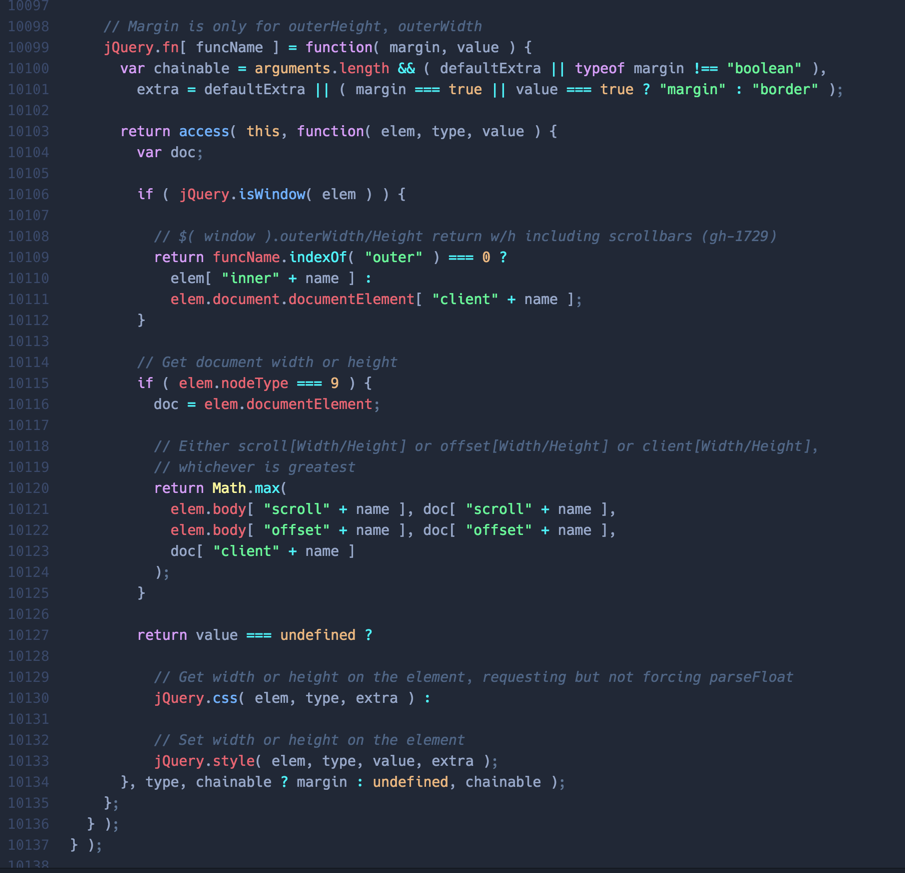 10097
10098 // Margin is only for outerHeight, outerWidth
10099 jQuery.fn[ funcName ] = function( margin, value ) {
10100 var chainable = arguments.length && ( defaultExtra || typeof margin !== "boolean" ),
10101 extra = defaultExtra || ( margin === true || value === true ? "margin" : "border" );
10102
10103 return access( this, function( elem, type, value ) {
10104 var doc;
10105
10106 if ( jQuery.isWindow( elem ) ) {
10107
10108 // $( window ).outerWidth/Height return w/h including scrollbars (gh-1729)
10109 return funcName.indexOf( "outer" ) === 0 ?
10110 elem[ "inner" + name ] :
10111 elem.document.documentElement[ "client" + name ];
10112 }
10113
10114 // Get document width or height
10115 if ( elem.nodeType === 9 ) {
10116 doc = elem.documentElement;
10117
10118 // Either scroll[Width/Height] or offset[Width/Height] or client[Width/Height],
10119 // whichever is greatest
10120 return Math.max(
10121 elem.body[ "scroll" + name ], doc[ "scroll" + name ],
10122 elem.body[ "offset" + name ], doc[ "offset" + name ],
10123 doc[ "client" + name ]
10124 );
10125 }
10126
10127 return value === undefined ?
10128
10129 // Get width or height on the element, requesting but not forcing parseFloat
10130 jQuery.css( elem, type, extra ) :
10131
10132 // Set width or height on the element
10133 jQuery.style( elem, type, value, extra );
10134 }, type, chainable ? margin : undefined, chainable );
10135 };
10136 } );
10137 } );
10138